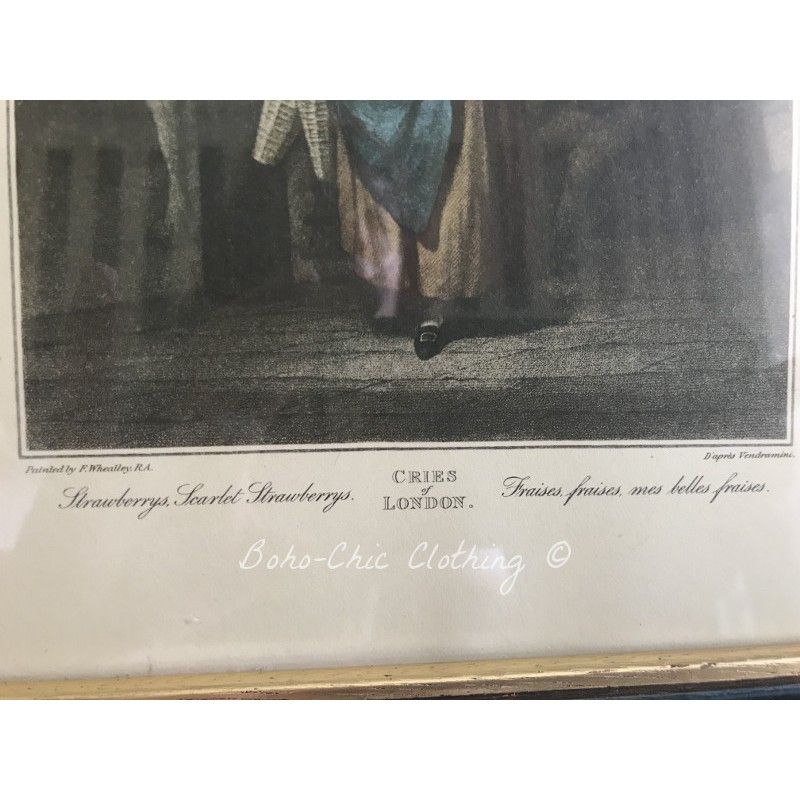 Painted by F. Wheatley, R.A.
D'après Vendramini.
Strawberrys, Scarlet Strawberrys.
CRIES
of
LONDON.
Fraises, fraises, mes belles fraises.
Boho-Chic Clothing ©